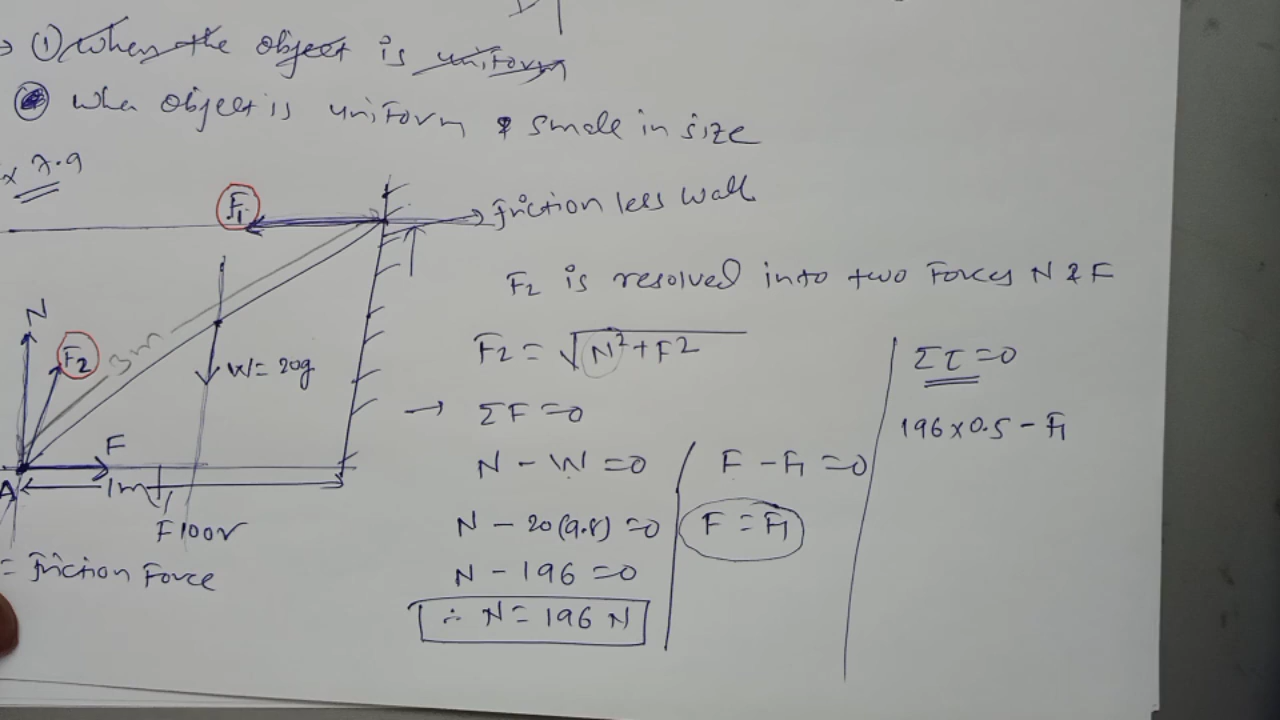 ① When the object is uniform
When object is uniform & smale in size
Ex 7.9
F1
friction less Wall
F2 is resolved into two Forces N & F
N
F2
3m
W = 20g
F
A
1m
Floor
= friction Force
F2 = √N²+F²
→ ΣF =0
N - W =0
N - 20(9.8) =0
N - 196 =0
∴ N = 196 N
F - F1 =0
F = F1
Στ =0
196 x 0.5 - F1